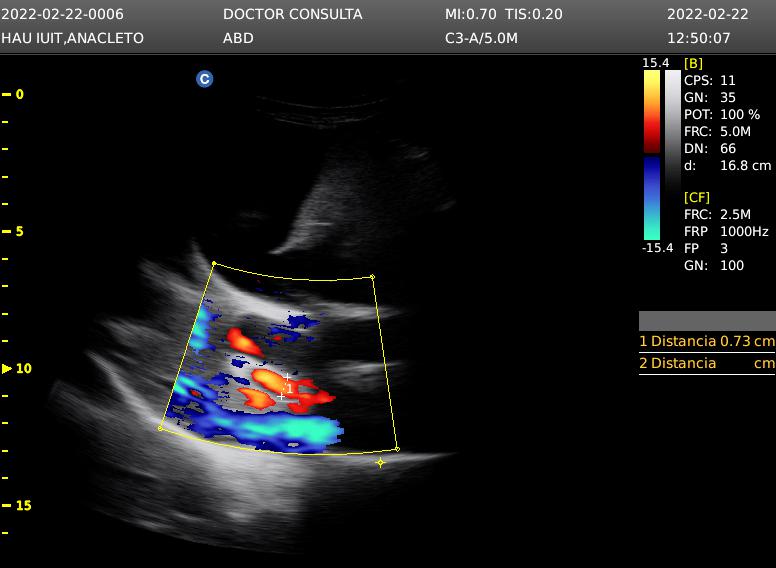 2022-02-22-0006 DOCTOR CONSULTA MI:0.70 TIS:0.20 2022-02-22
HAU IUIT,ANACLETO ABD C3-A/5.0M 12:50:07
C
15.4 [B]
CPS: 11
GN: 35
POT: 100 %
FRC: 5.0M
DN: 66
d: 16.8 cm
[CF]
FRC: 2.5M
FRP 1000Hz
-15.4 FP 3
GN: 100
0
5
10
15
1
1 Distancia 0.73 cm
2 Distancia cm